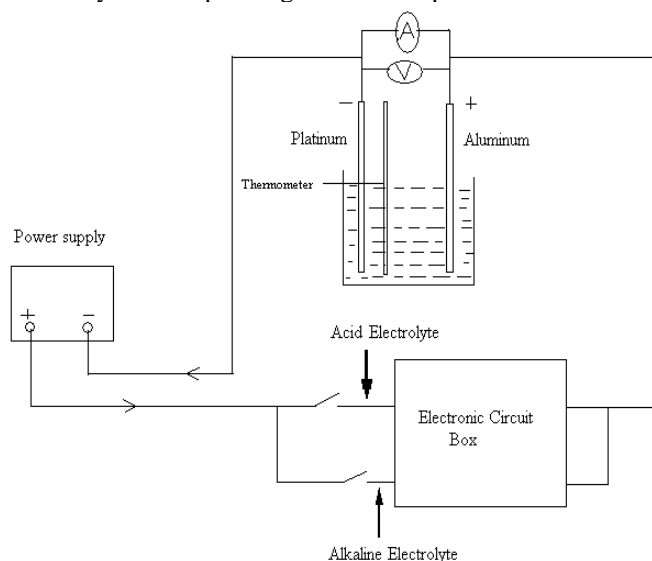 A
V
− +
Platinum Aluminum
Thermometer
Power supply
+ −
Acid Electrolyte
Electronic Circuit
Box
Alkaline Electrolyte